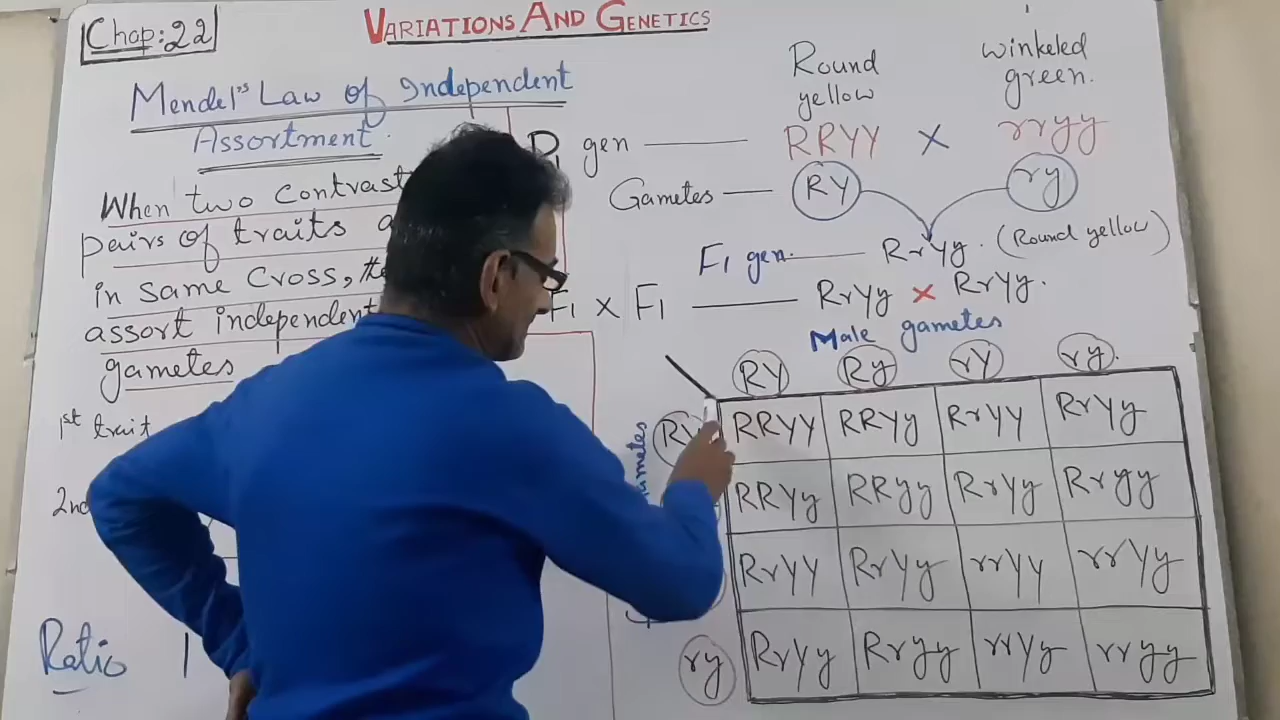 Chap:22
VARIATIONS AND GENETICS
Mendel's Law of Independent
Assortment.
When two
pairs of traits
in same Cross,
assort
gametes
1st trait
Ratio 1
Round
yellow
winkeled
green.
P1 gen RRYY × rryy
Gametes RY ry
F1 gen. RrYy. (Round yellow)
F1 × F1 RrYy × RrYy.
Male gametes
RY Ry rY ry.
RRYY RRYy RrYY RrYy
RRYy RRyy RrYy Rryy
RrYY RrYy rrYY rrYy
ry RrYy Rryy rrYy rryy